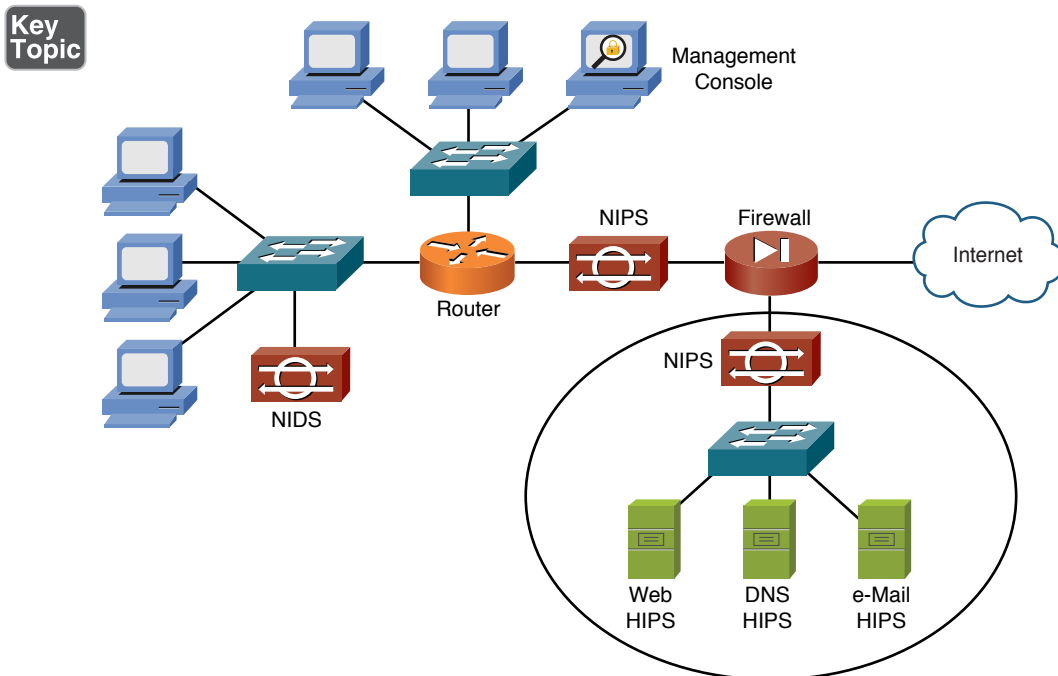 Key
Topic
Management
Console
NIPS
Firewall
Internet
Router
NIPS
NIDS
Web
HIPS
DNS
HIPS
e-Mail
HIPS